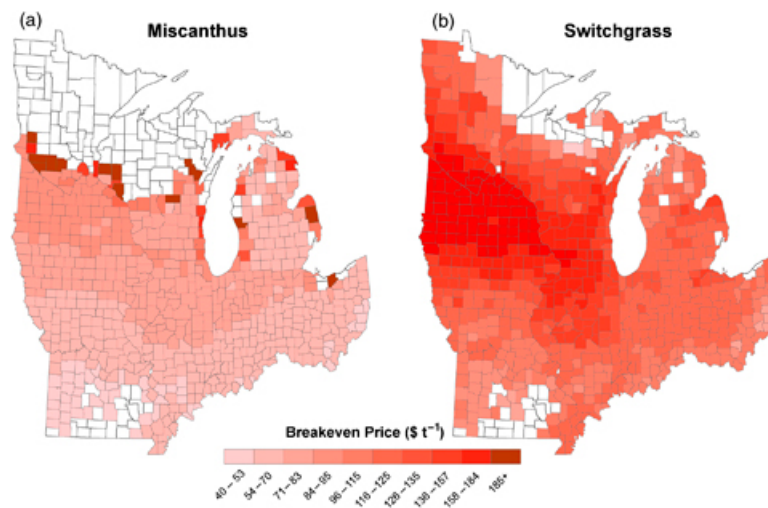 (a)
Miscanthus
(b)
Switchgrass
Breakeven Price ($ t⁻¹)
40 – 53
54 – 70
71 – 83
84 – 95
96 – 115
116 – 125
126 – 135
136 – 157
158 – 184
185+